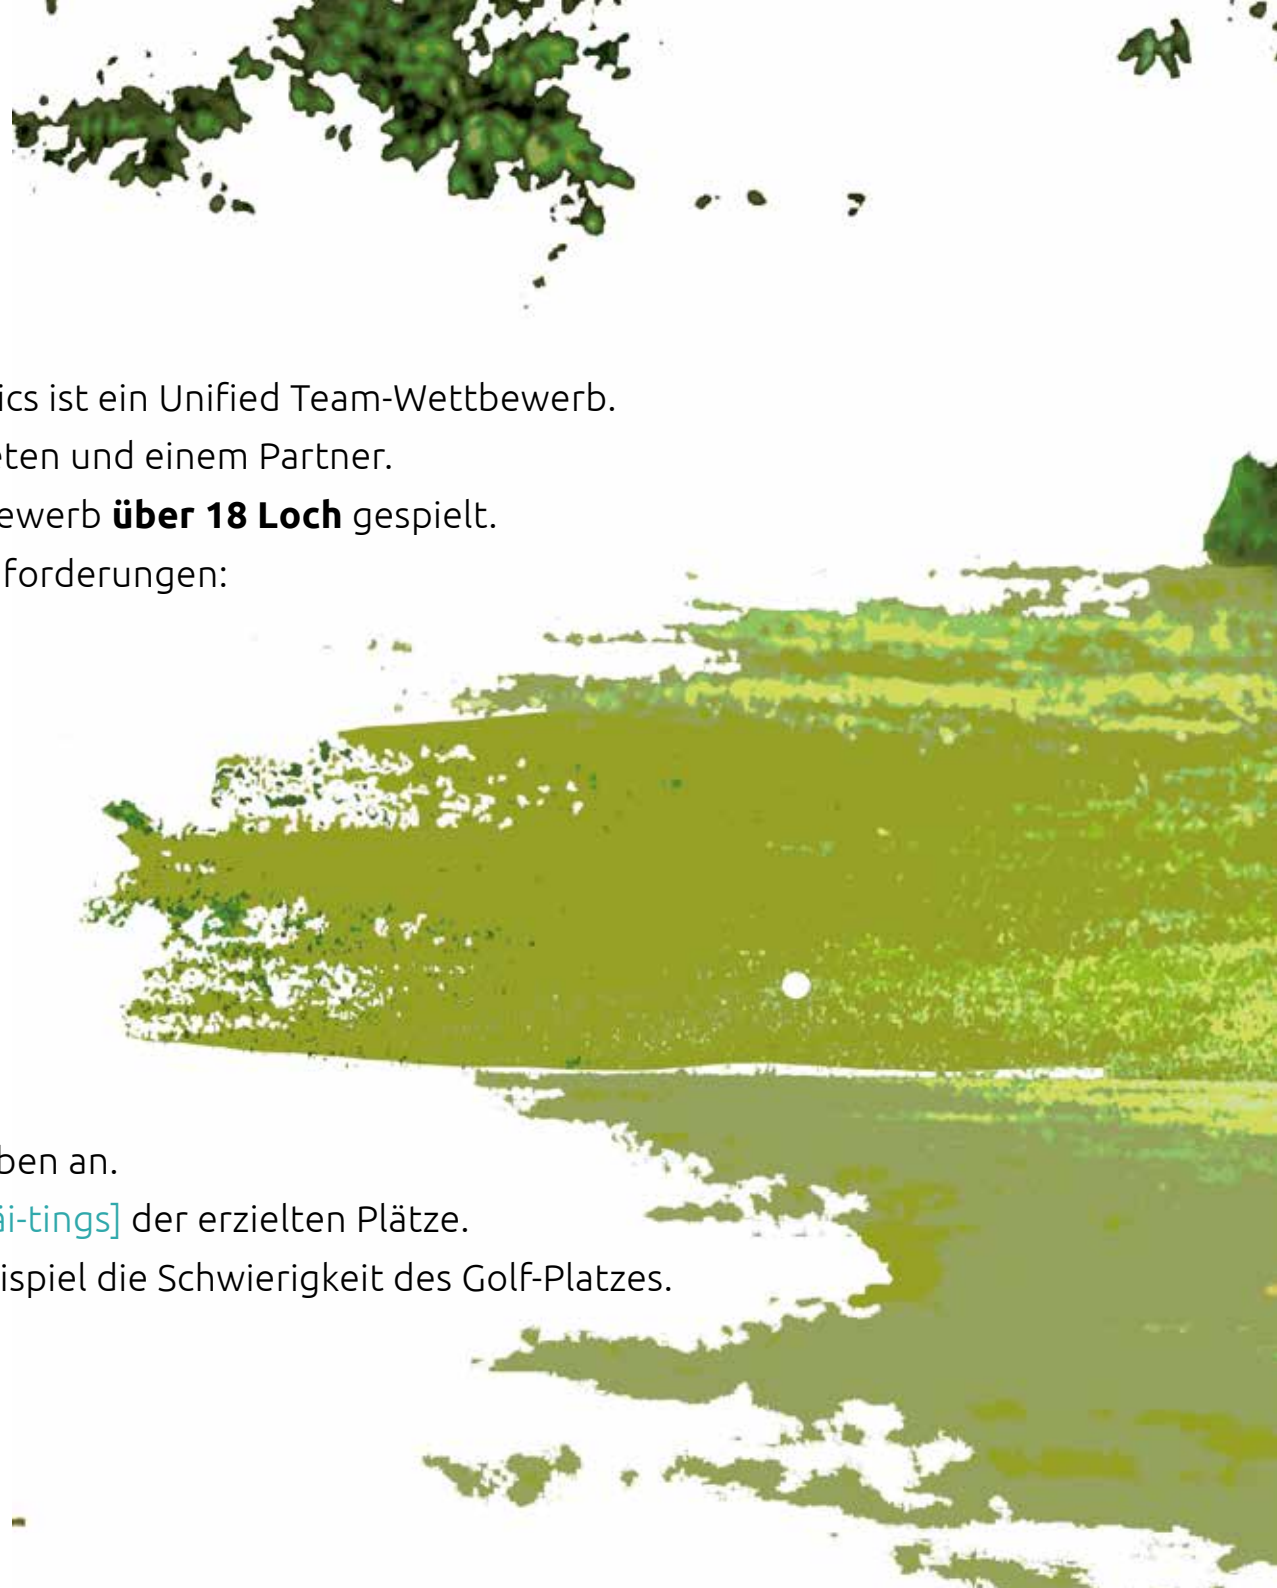 ics ist ein Unified Team-Wettbewerb.
eten und einem Partner.
ewerb über 18 Loch gespielt.
forderungen:
ben an.
äi-tings] der erzielten Plätze.
ispiel die Schwierigkeit des Golf-Platzes.